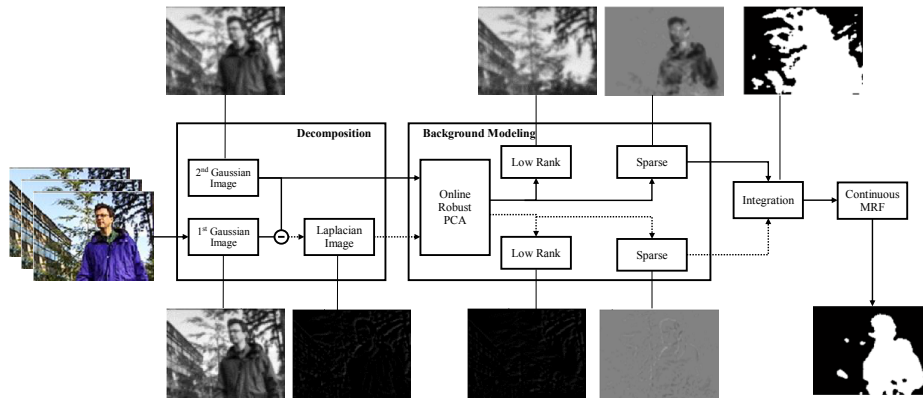 Decomposition
Background Modeling
2nd Gaussian
Image
Low Rank
Sparse
Online
Robust
PCA
Integration
Continuous
MRF
1st Gaussian
Image
Laplacian
Image
Low Rank
Sparse